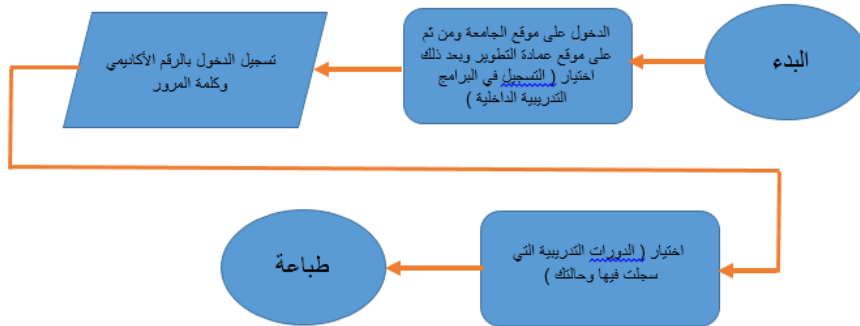 البدء
الدخول على موقع الجامعة ومن ثم
على موقع عمادة التطوير وبعد ذلك
اختيار ( التسجيل في البرامج
التدريبية الداخلية )
تسجيل الدخول بالرقم الأكاديمي
وكلمة المرور
اختيار ( الدورات التدريبية التي
سجلت فيها وحالتك )
طباعة